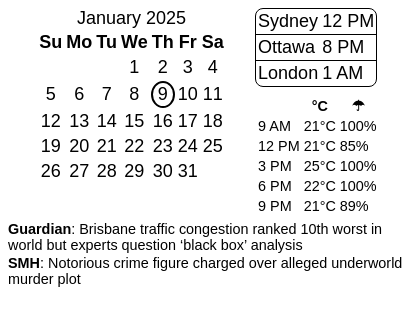 January 2025
Su Mo Tu We Th Fr Sa
1 2 3 4
5 6 7 8 9 10 11
12 13 14 15 16 17 18
19 20 21 22 23 24 25
26 27 28 29 30 31
Sydney 12 PM
Ottawa 8 PM
London 1 AM
°C ☂
9 AM 21°C 100%
12 PM 21°C 85%
3 PM 25°C 100%
6 PM 22°C 100%
9 PM 21°C 89%
Guardian: Brisbane traffic congestion ranked 10th worst in
world but experts question ‘black box’ analysis
SMH: Notorious crime figure charged over alleged underworld
murder plot